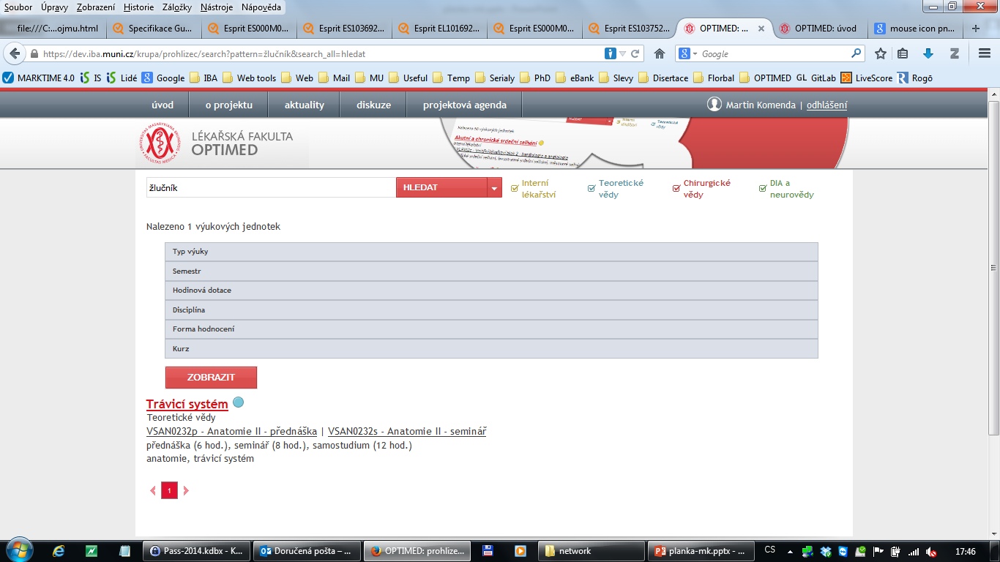 Soubor Úpravy Zobrazení Historie Záložky Nástroje Nápověda
file:///C:...ojmu.html Specifikace Gu... Esprit ES000M0... Esprit ES103692... Esprit EL101692... Esprit ES000M0... Esprit ES103752... OPTIMED: ... OPTIMED: úvod mouse icon pn...
https://dev.iba.muni.cz/krupa/prohlizec/search?pattern=žlučník&search_all=hledat Google
MARKTIME 4.0 IS Lidé Google IBA Web tools Web Mail MU Useful Temp Serialy PhD eBank Slevy Disertace Florbal OPTIMED GL GitLab LiveScore Rogō
úvod o projektu aktuality diskuze projektová agenda Martin Komenda | odhlášení
LÉKAŘSKÁ FAKULTA
OPTIMED
HLEDAT
Akutní a chronické srdeční selhání
žlučník HLEDAT Interní lékařství Teoretické vědy Chirurgické vědy DIA a neurovědy
Nalezeno 1 výukových jednotek
Typ výuky
Semestr
Hodinová dotace
Disciplína
Forma hodnocení
Kurz
ZOBRAZIT
Trávicí systém
Teoretické vědy
VSAN0232p - Anatomie II - přednáška | VSAN0232s - Anatomie II - seminář
přednáška (6 hod.), seminář (8 hod.), samostudium (12 hod.)
anatomie, trávicí systém
1
Pass-2014.kdbx - K... Doručená pošta – ... OPTIMED: prohlize... network planka-mk.pptx - ... CS 17:46